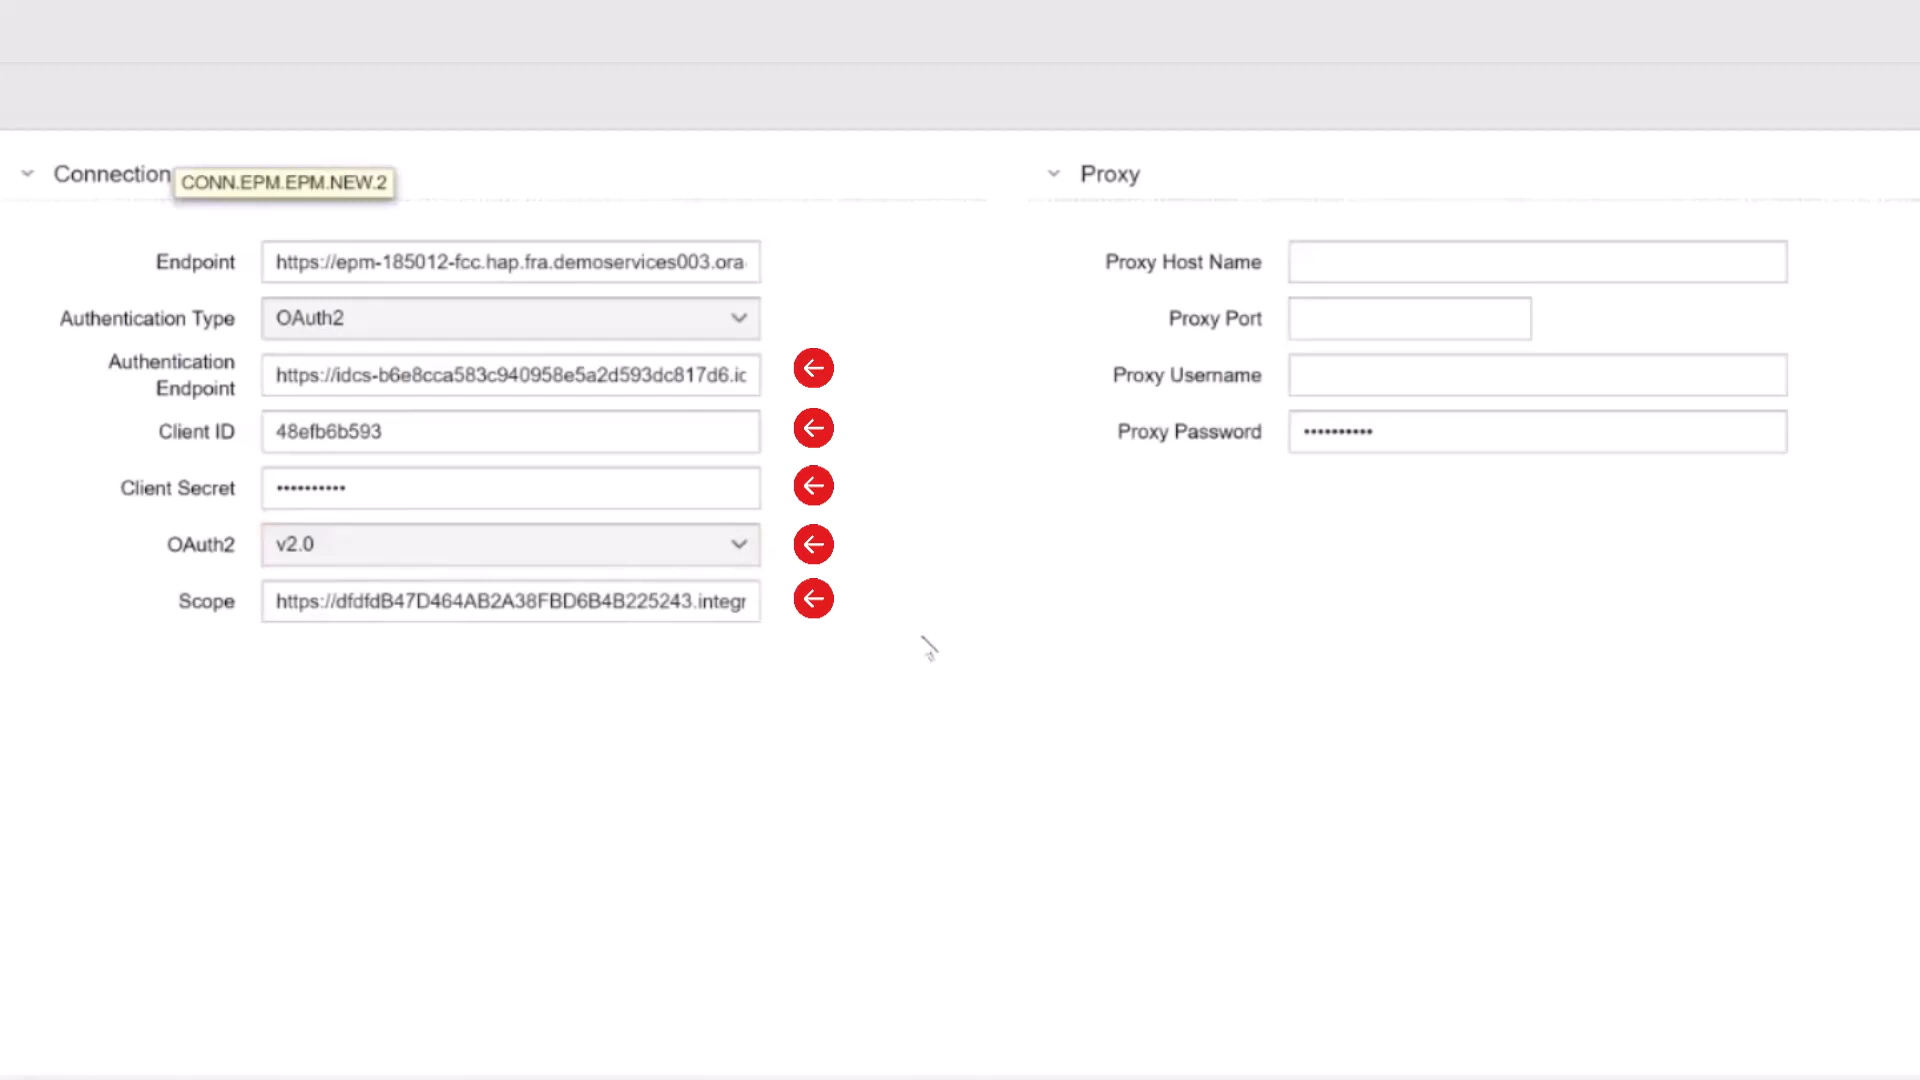 Connection
CONN.EPM.EPM.NEW.2
Endpoint
https://epm-185012-fcc.hap.fra.demoservices003.ora
Authentication Type
OAuth2
Authentication
Endpoint
https://idcs-b6e8cca583c940958e5a2d593dc817d6.ic
Client ID
48efb6b593
Client Secret
••••••••••
OAuth2
v2.0
Scope
https://dfdfdB47D464AB2A38FBD6B4B225243.integr
Proxy
Proxy Host Name
Proxy Port
Proxy Username
Proxy Password
••••••••••